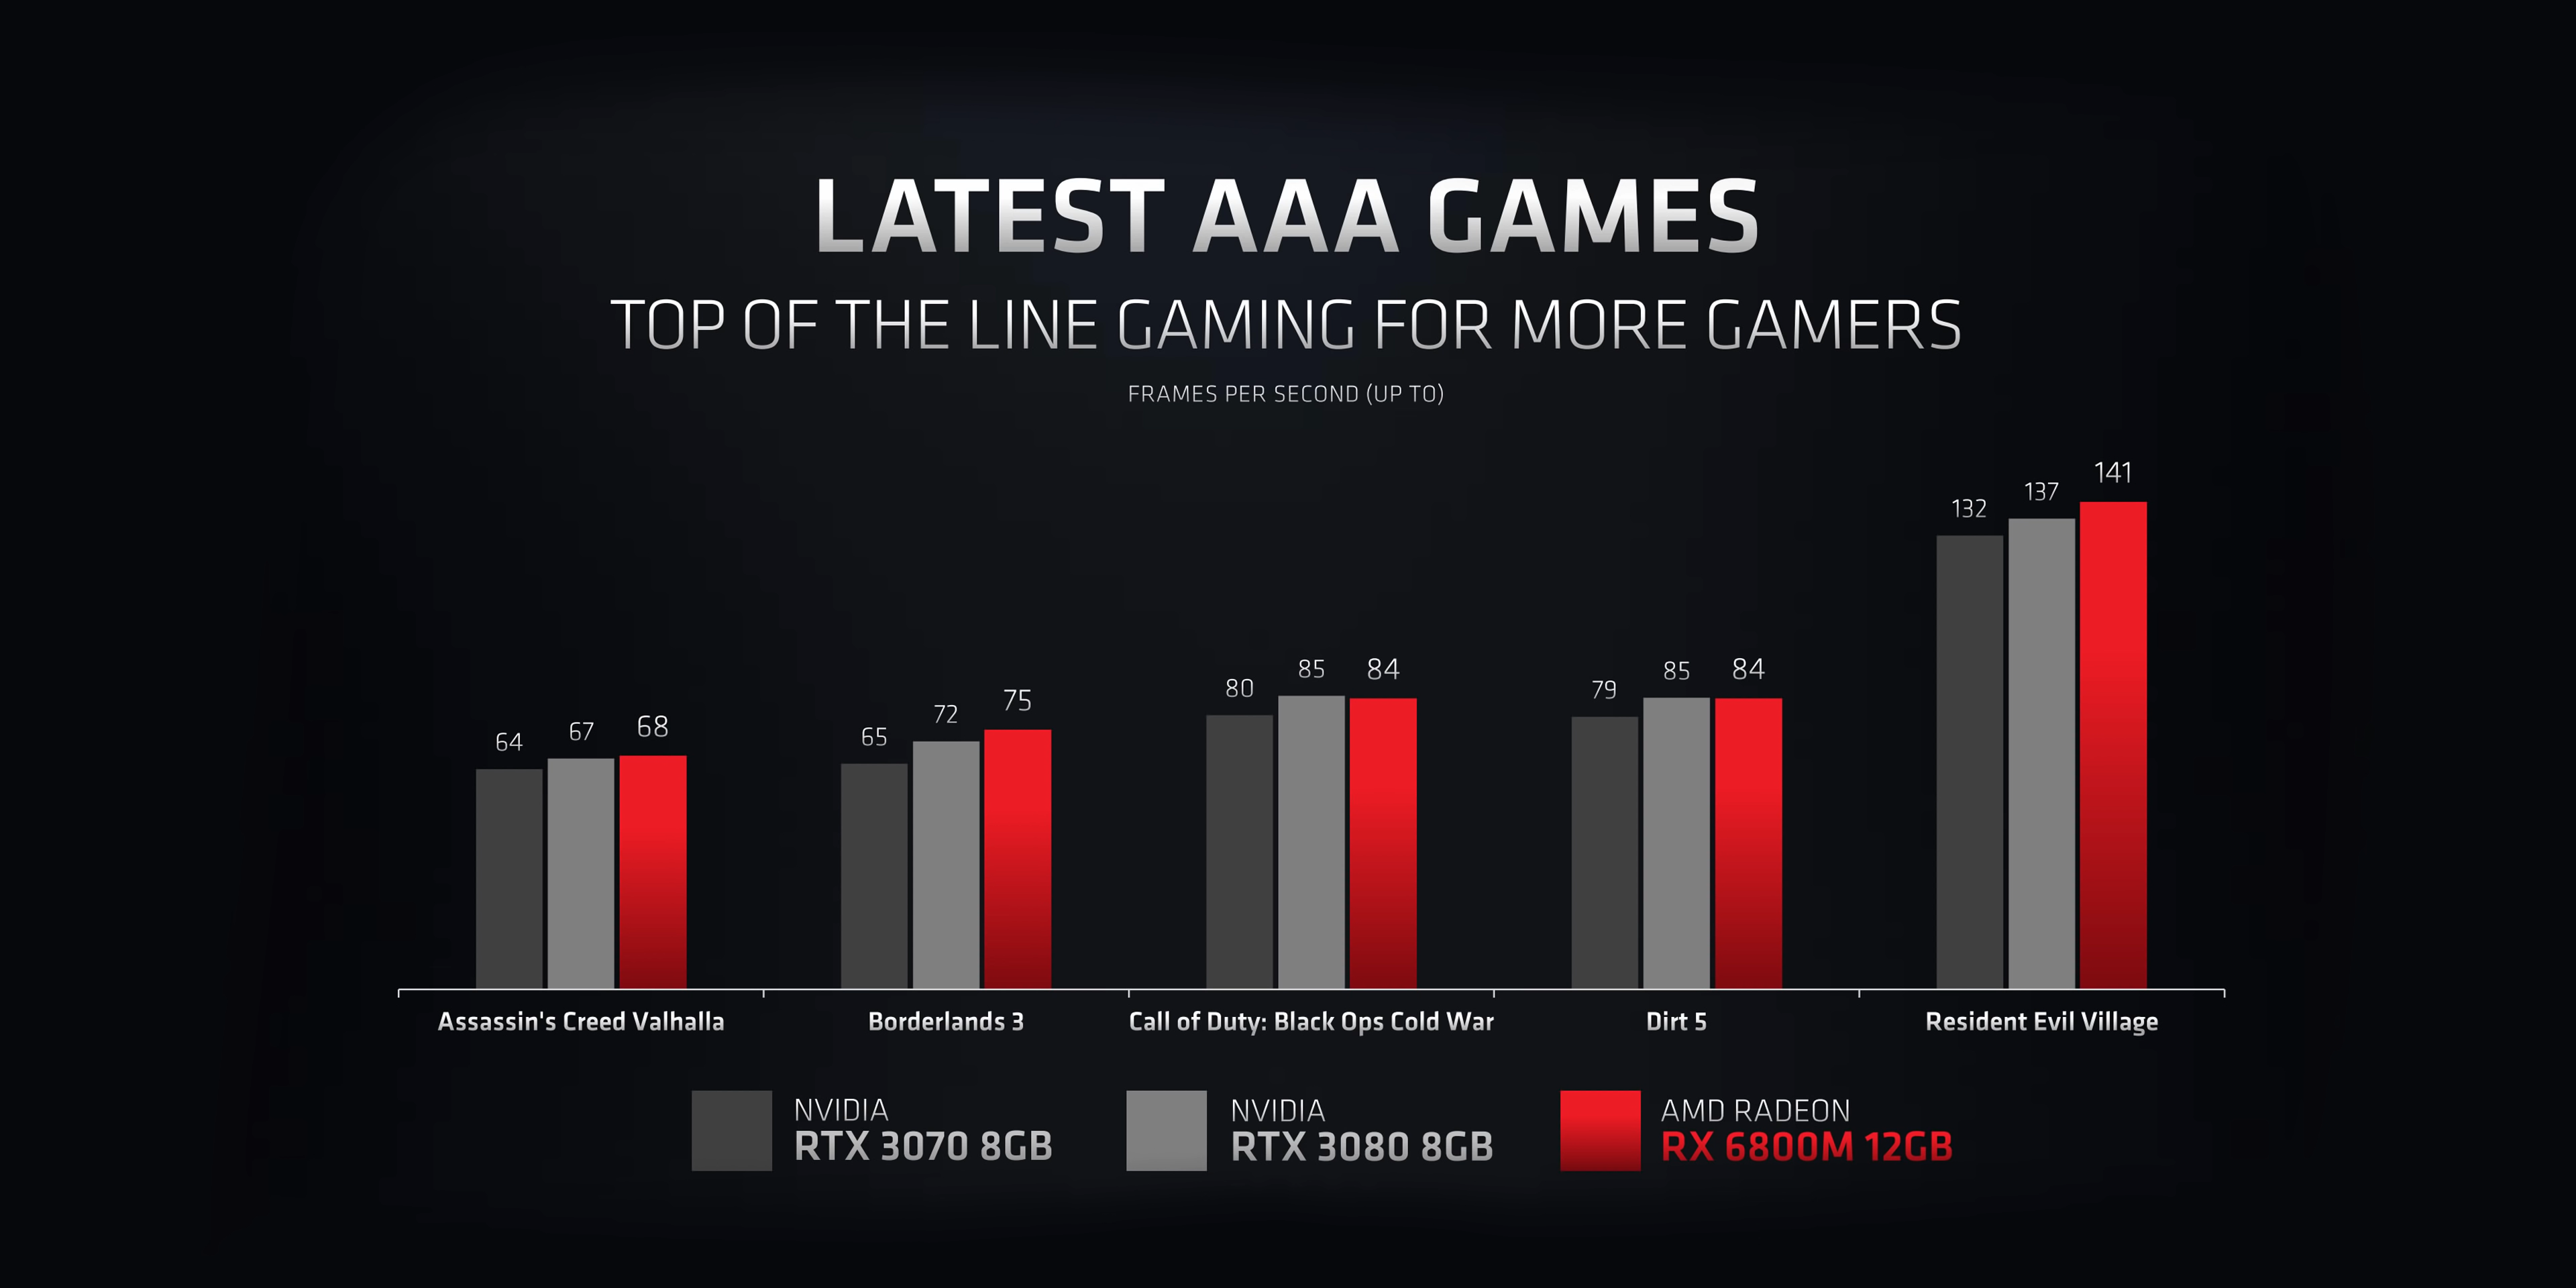 LATEST AAA GAMES
TOP OF THE LINE GAMING FOR MORE GAMERS
FRAMES PER SECOND (UP TO)
64 67 68
65 72 75
80 85 84
79 85 84
132 137 141
Assassin's Creed Valhalla
Borderlands 3
Call of Duty: Black Ops Cold War
Dirt 5
Resident Evil Village
NVIDIA
RTX 3070 8GB
NVIDIA
RTX 3080 8GB
AMD RADEON
RX 6800M 12GB